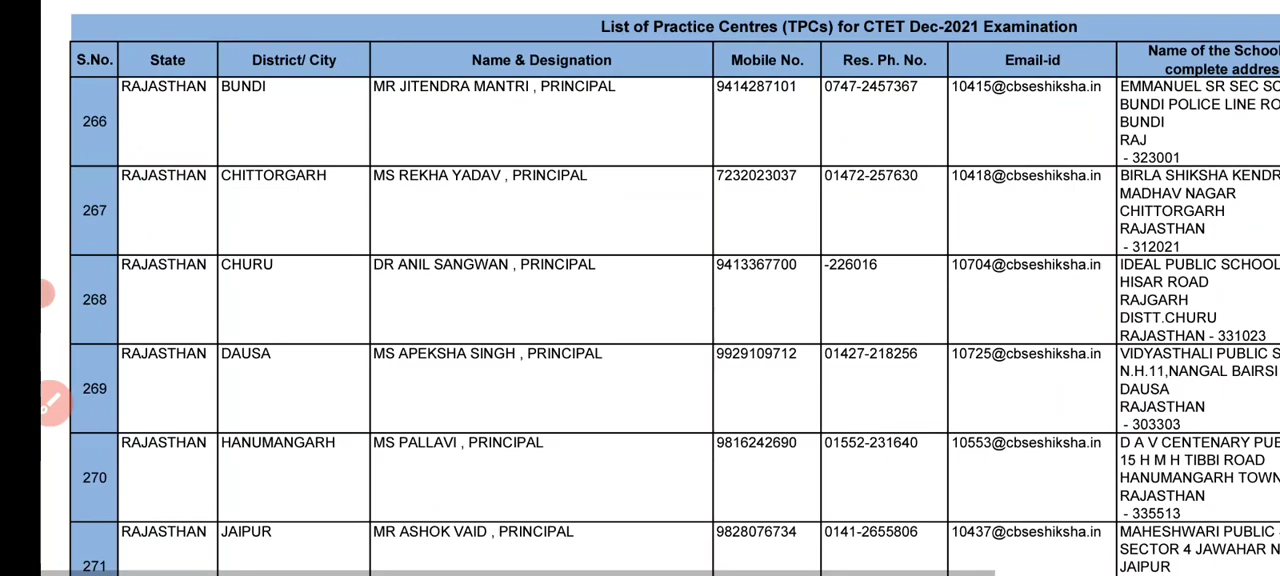 List of Practice Centres (TPCs) for CTET Dec-2021 Examination
S.No. State District/ City Name & Designation Mobile No. Res. Ph. No. Email-id Name of the School
complete addres
266 RAJASTHAN BUNDI MR JITENDRA MANTRI , PRINCIPAL 9414287101 0747-2457367 10415@cbseshiksha.in EMMANUEL SR SEC SC
BUNDI POLICE LINE RO
BUNDI
RAJ
- 323001
267 RAJASTHAN CHITTORGARH MS REKHA YADAV , PRINCIPAL 7232023037 01472-257630 10418@cbseshiksha.in BIRLA SHIKSHA KENDR
MADHAV NAGAR
CHITTORGARH
RAJASTHAN
- 312021
268 RAJASTHAN CHURU DR ANIL SANGWAN , PRINCIPAL 9413367700 -226016 10704@cbseshiksha.in IDEAL PUBLIC SCHOOL
HISAR ROAD
RAJGARH
DISTT.CHURU
RAJASTHAN - 331023
269 RAJASTHAN DAUSA MS APEKSHA SINGH , PRINCIPAL 9929109712 01427-218256 10725@cbseshiksha.in VIDYASTHALI PUBLIC S
N.H.11,NANGAL BAIRSI
DAUSA
RAJASTHAN
- 303303
270 RAJASTHAN HANUMANGARH MS PALLAVI , PRINCIPAL 9816242690 01552-231640 10553@cbseshiksha.in D A V CENTENARY PUB
15 H M H TIBBI ROAD
HANUMANGARH TOWN
RAJASTHAN
- 335513
271 RAJASTHAN JAIPUR MR ASHOK VAID , PRINCIPAL 9828076734 0141-2655806 10437@cbseshiksha.in MAHESHWARI PUBLIC
SECTOR 4 JAWAHAR N
JAIPUR